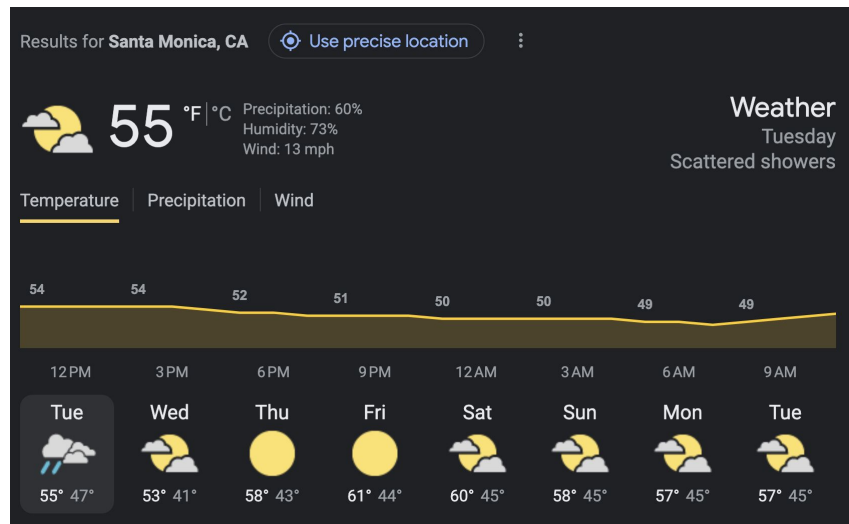 Results for Santa Monica, CA Use precise location
55 °F | °C
Precipitation: 60%
Humidity: 73%
Wind: 13 mph
Weather
Tuesday
Scattered showers
Temperature Precipitation Wind
54 54 52 51 50 50 49 49
12 PM 3 PM 6 PM 9 PM 12 AM 3 AM 6 AM 9 AM
Tue Wed Thu Fri Sat Sun Mon Tue
55° 47° 53° 41° 58° 43° 61° 44° 60° 45° 58° 45° 57° 45° 57° 45°